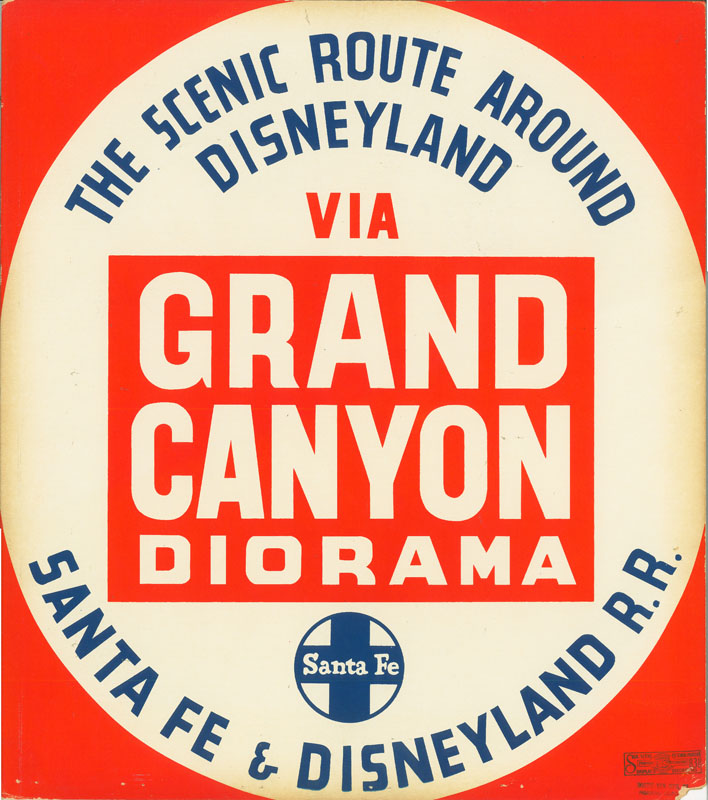 THE SCENIC ROUTE AROUND
DISNEYLAND
VIA
GRAND
CANYON
DIORAMA
Santa Fe
SANTA FE & DISNEYLAND R.R.